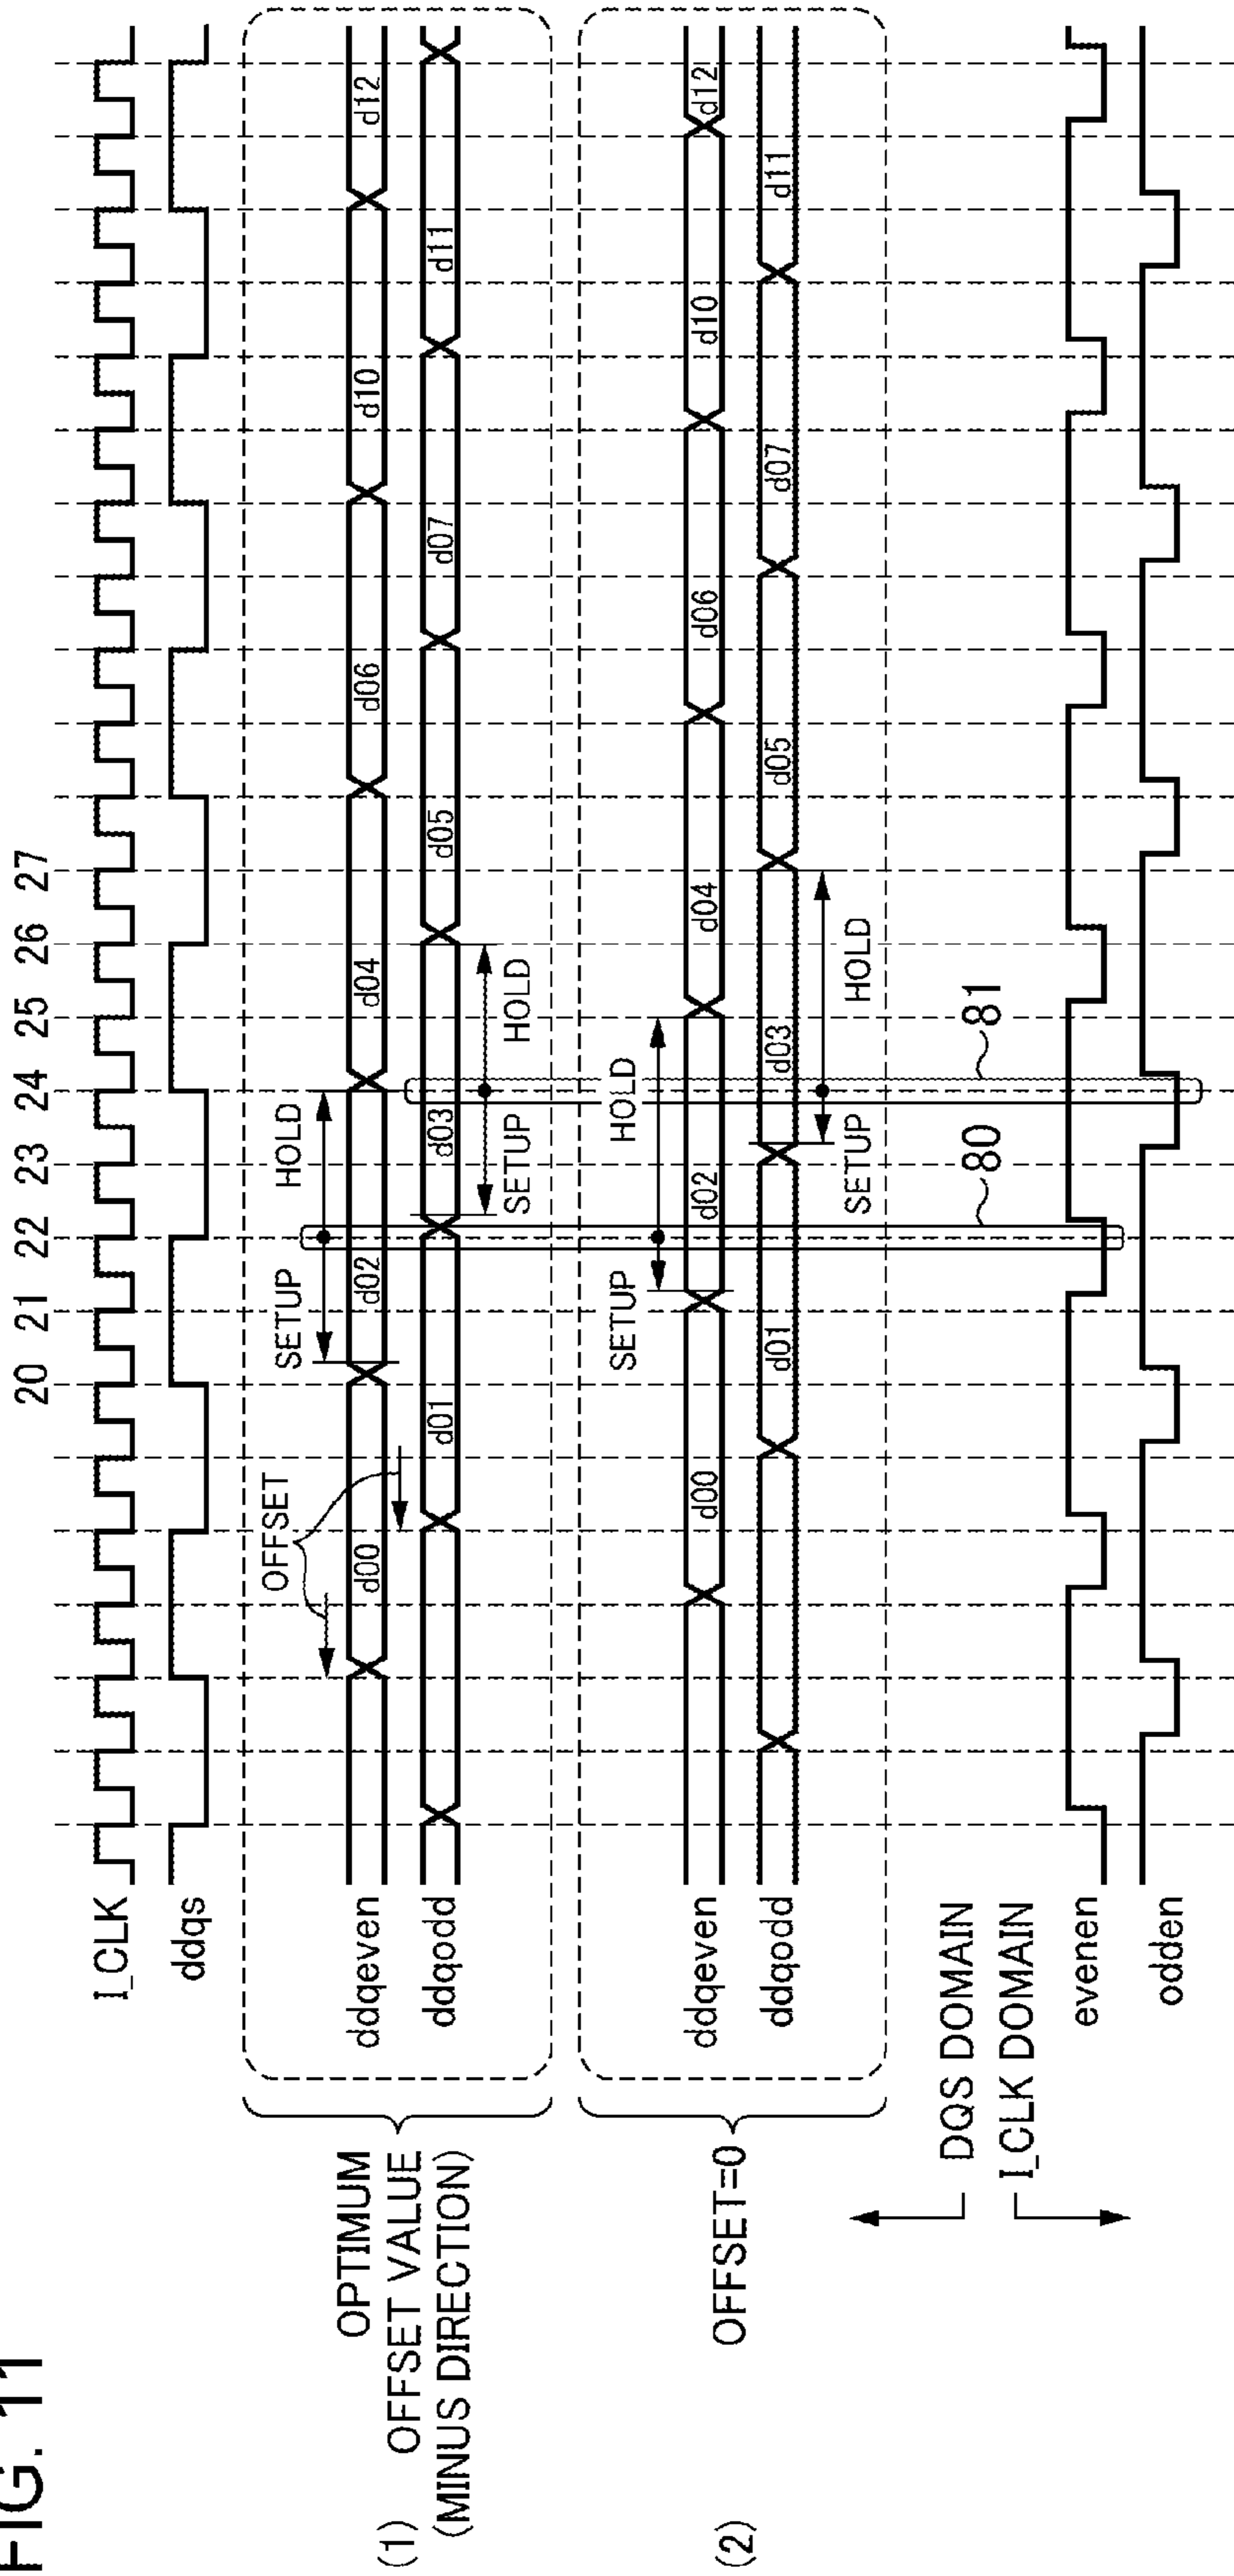 FIG. 11
20 21 22 23 24 25 26 27
I_CLK
ddqs
OFFSET
SETUP HOLD
(1) OPTIMUM
OFFSET VALUE
(MINUS DIRECTION)
ddqeven d00 d02 d04 d06 d10 d12
ddqodd d01 d03 d05 d07 d11
SETUP HOLD
SETUP HOLD
(2) OFFSET=0
ddqeven d00 d02 d04 d06 d10 d12
ddqodd d01 d03 d05 d07 d11
SETUP HOLD
DQS DOMAIN
I_CLK DOMAIN
80 81
evenen
odden